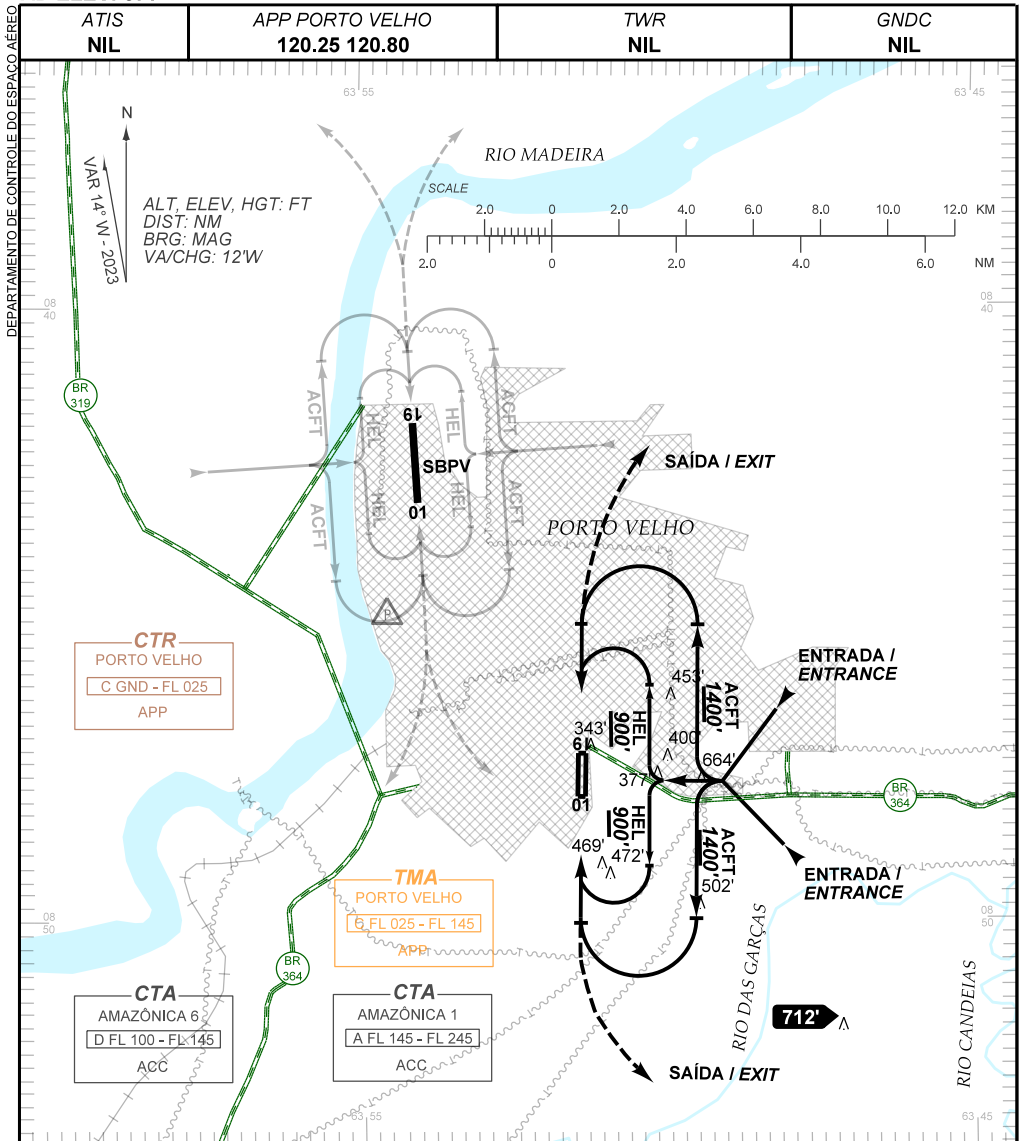 ATIS
NIL
APP PORTO VELHO
120.25 120.80
TWR
NIL
GNDC
NIL
DEPARTAMENTO DE CONTROLE DO ESPAÇO AÉREO
63 55
63 45
N
VAR 14° W - 2023
ALT, ELEV, HGT: FT
DIST: NM
BRG: MAG
VA/CHG: 12'W
RIO MADEIRA
SCALE
2.0 0 2.0 4.0 6.0 8.0 10.0 12.0 KM
2.0 0 2.0 4.0 6.0 NM
08
40
08
40
BR
319
ACFT
HEL
19
HEL
ACFT
SBPV
ACFT
HEL
01
HEL
ACFT
SAÍDA / EXIT
PORTO VELHO
P
CTR
PORTO VELHO
C GND - FL 025
APP
ENTRADA /
ENTRANCE
453'
ACFT
1400'
HEL
900'
343'
400'
19
664'
377'
01
BR
364
HEL
900'
ACFT
1400'
469'
472'
502'
ENTRADA /
ENTRANCE
TMA
PORTO VELHO
C FL 025 - FL 145
APP
08
50
08
50
BR
364
CTA
AMAZÔNICA 6
D FL 100 - FL 145
ACC
CTA
AMAZÔNICA 1
A FL 145 - FL 245
ACC
RIO DAS GARÇAS
712'
RIO CANDEIAS
SAÍDA / EXIT
63 55
63 45